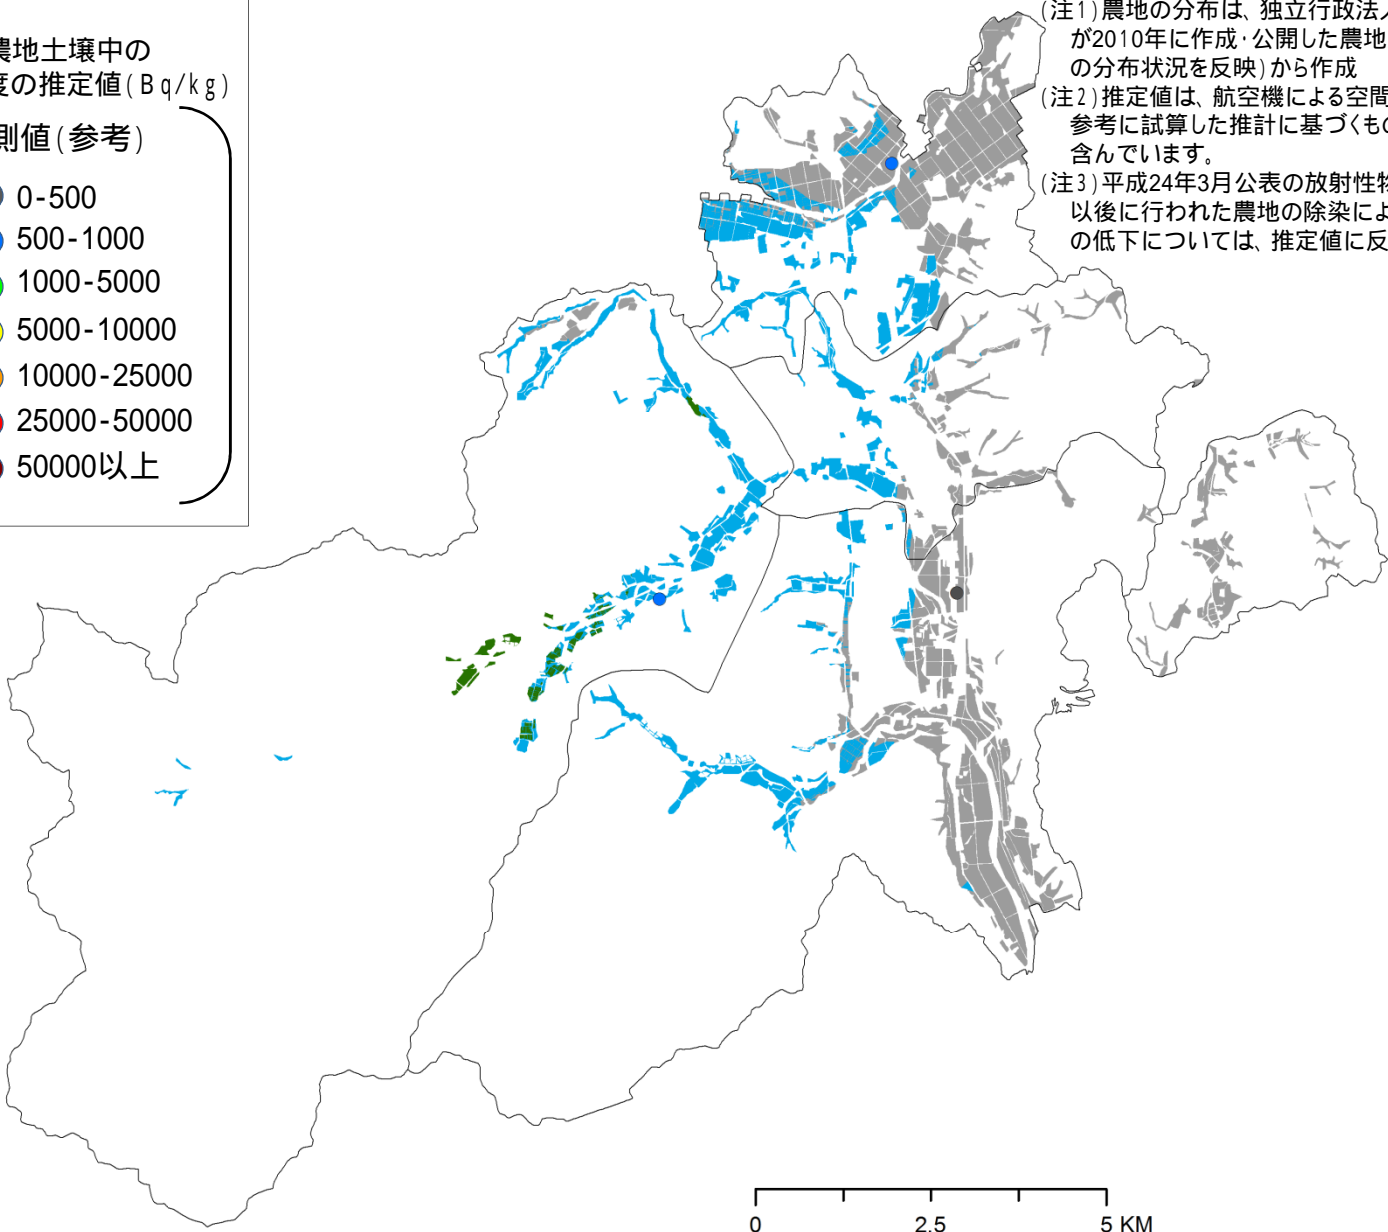 農地土壌中の
度の推定値(Bq/kg)
測値(参考)
0-500
500-1000
1000-5000
5000-10000
10000-25000
25000-50000
50000以上
(注1)農地の分布は、独立行政法人
が2010年に作成・公開した農地
の分布状況を反映)から作成
(注2)推定値は、航空機による空間
参考に試算した推計に基づくもの
含んでいます。
(注3)平成24年3月公表の放射性物
以後に行われた農地の除染によ
の低下については、推定値に反
0 2.5 5 KM